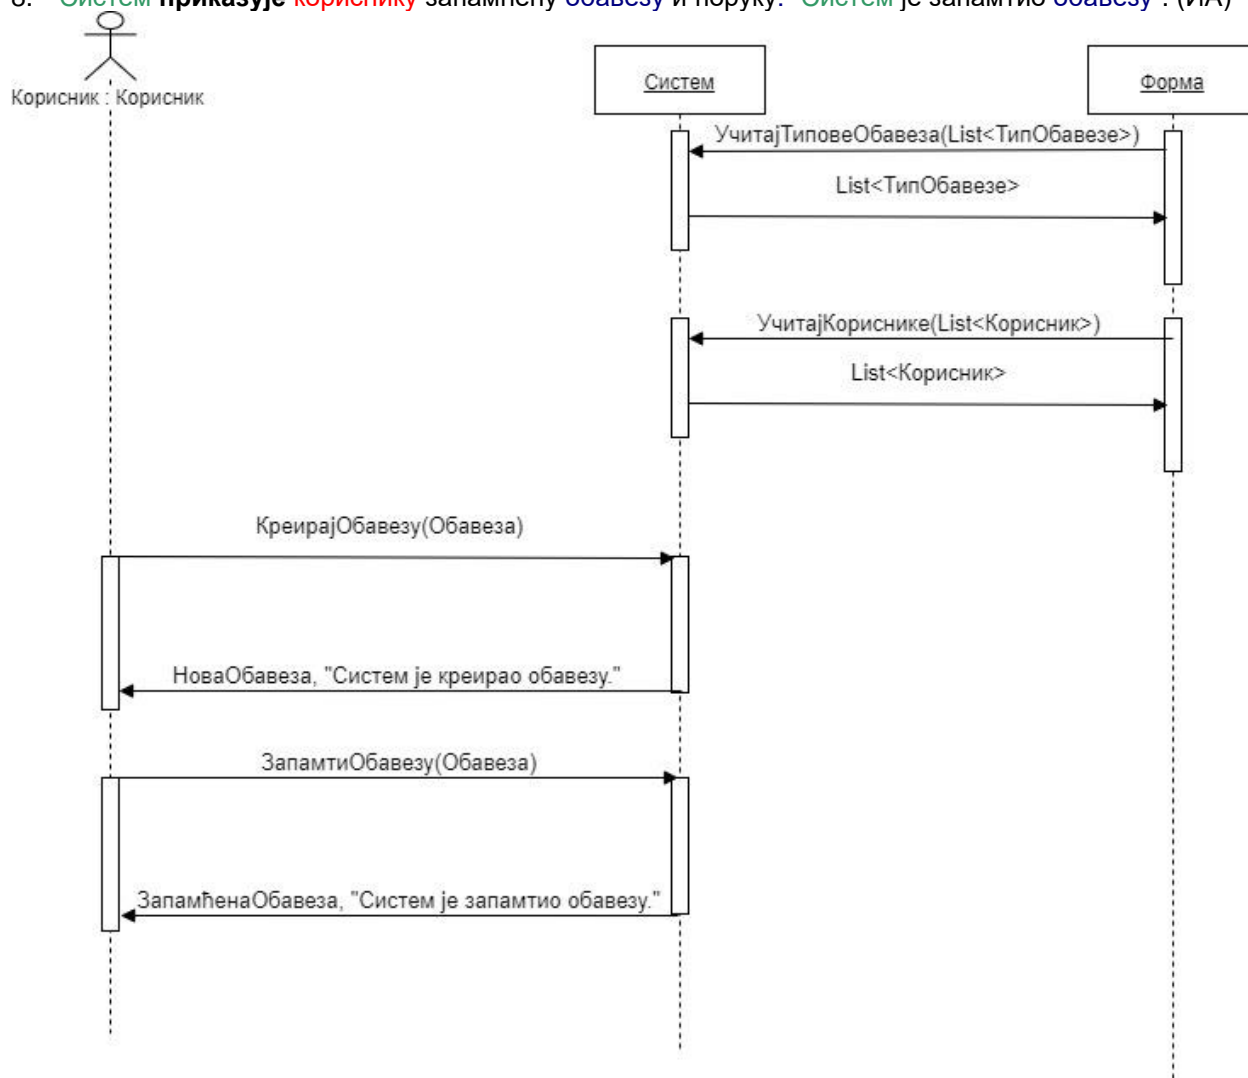 8. Систем приказује кориснику запамћену обавезу и поруку: "Систем је запамтио обавезу". (ИА)
Корисник : Корисник
Систем
Форма
УчитајТиповеОбавеза(List<ТипОбавезе>)
List<ТипОбавезе>
УчитајКориснике(List<Корисник>)
List<Корисник>
КреирајОбавезу(Обавеза)
НоваОбавеза, "Систем је креирао обавезу."
ЗапамтиОбавезу(Обавеза)
ЗапамћенаОбавеза, "Систем је запамтио обавезу."